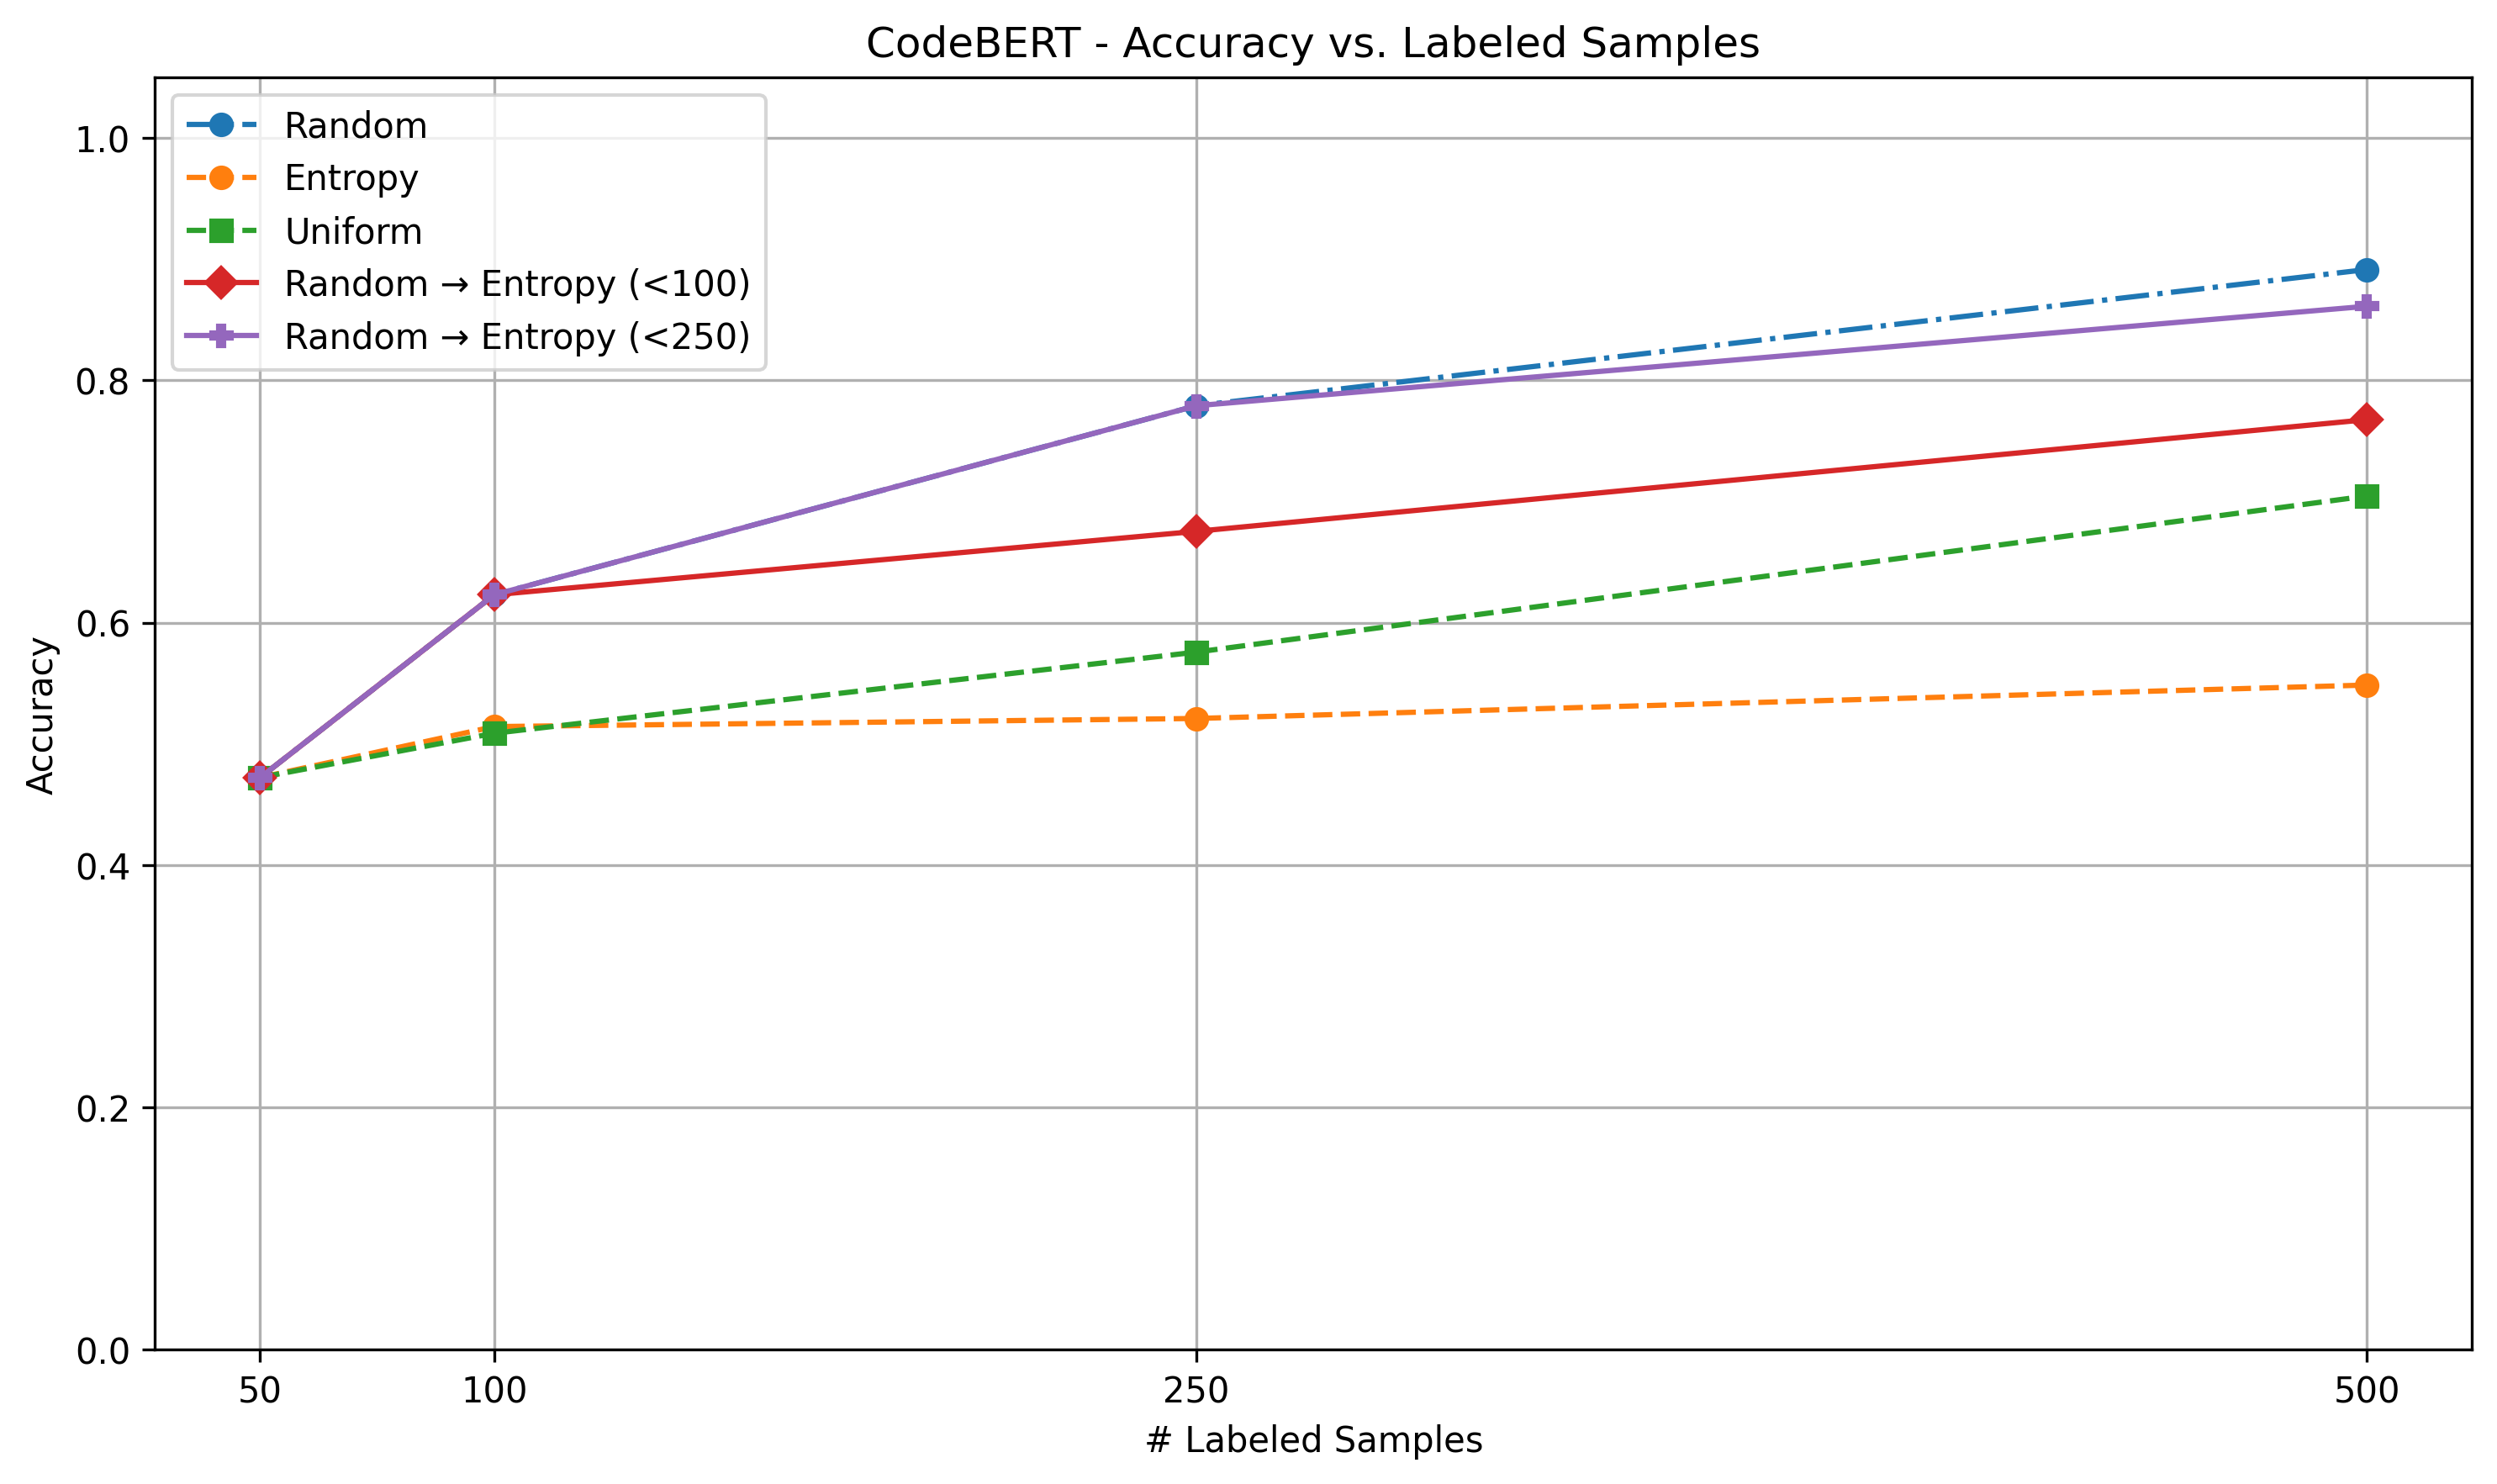 CodeBERT - Accuracy vs. Labeled Samples
Random
Entropy
Uniform
Random → Entropy (<100)
Random → Entropy (<250)
Accuracy
1.0
0.8
0.6
0.4
0.2
0.0
50 100 250 500
# Labeled Samples